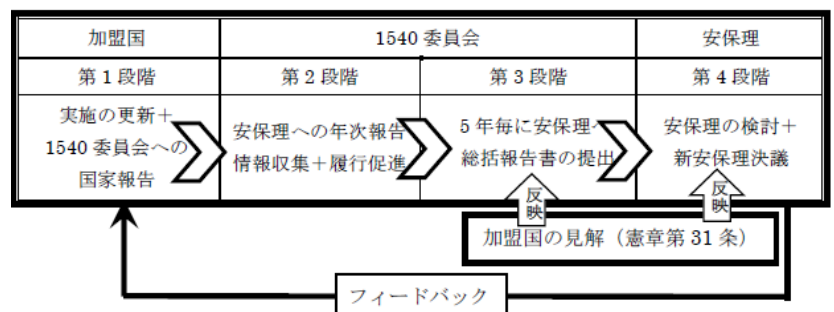 加盟国
1540 委員会
安保理
第 1 段階
第 2 段階
第 3 段階
第 4 段階
実施の更新＋
1540 委員会への
国家報告
安保理への年次報告
情報収集＋履行促進
5 年毎に安保理へ
総括報告書の提出
安保理の検討＋
新安保理決議
反映
反映
加盟国の見解（憲章第 31 条）
フィードバック